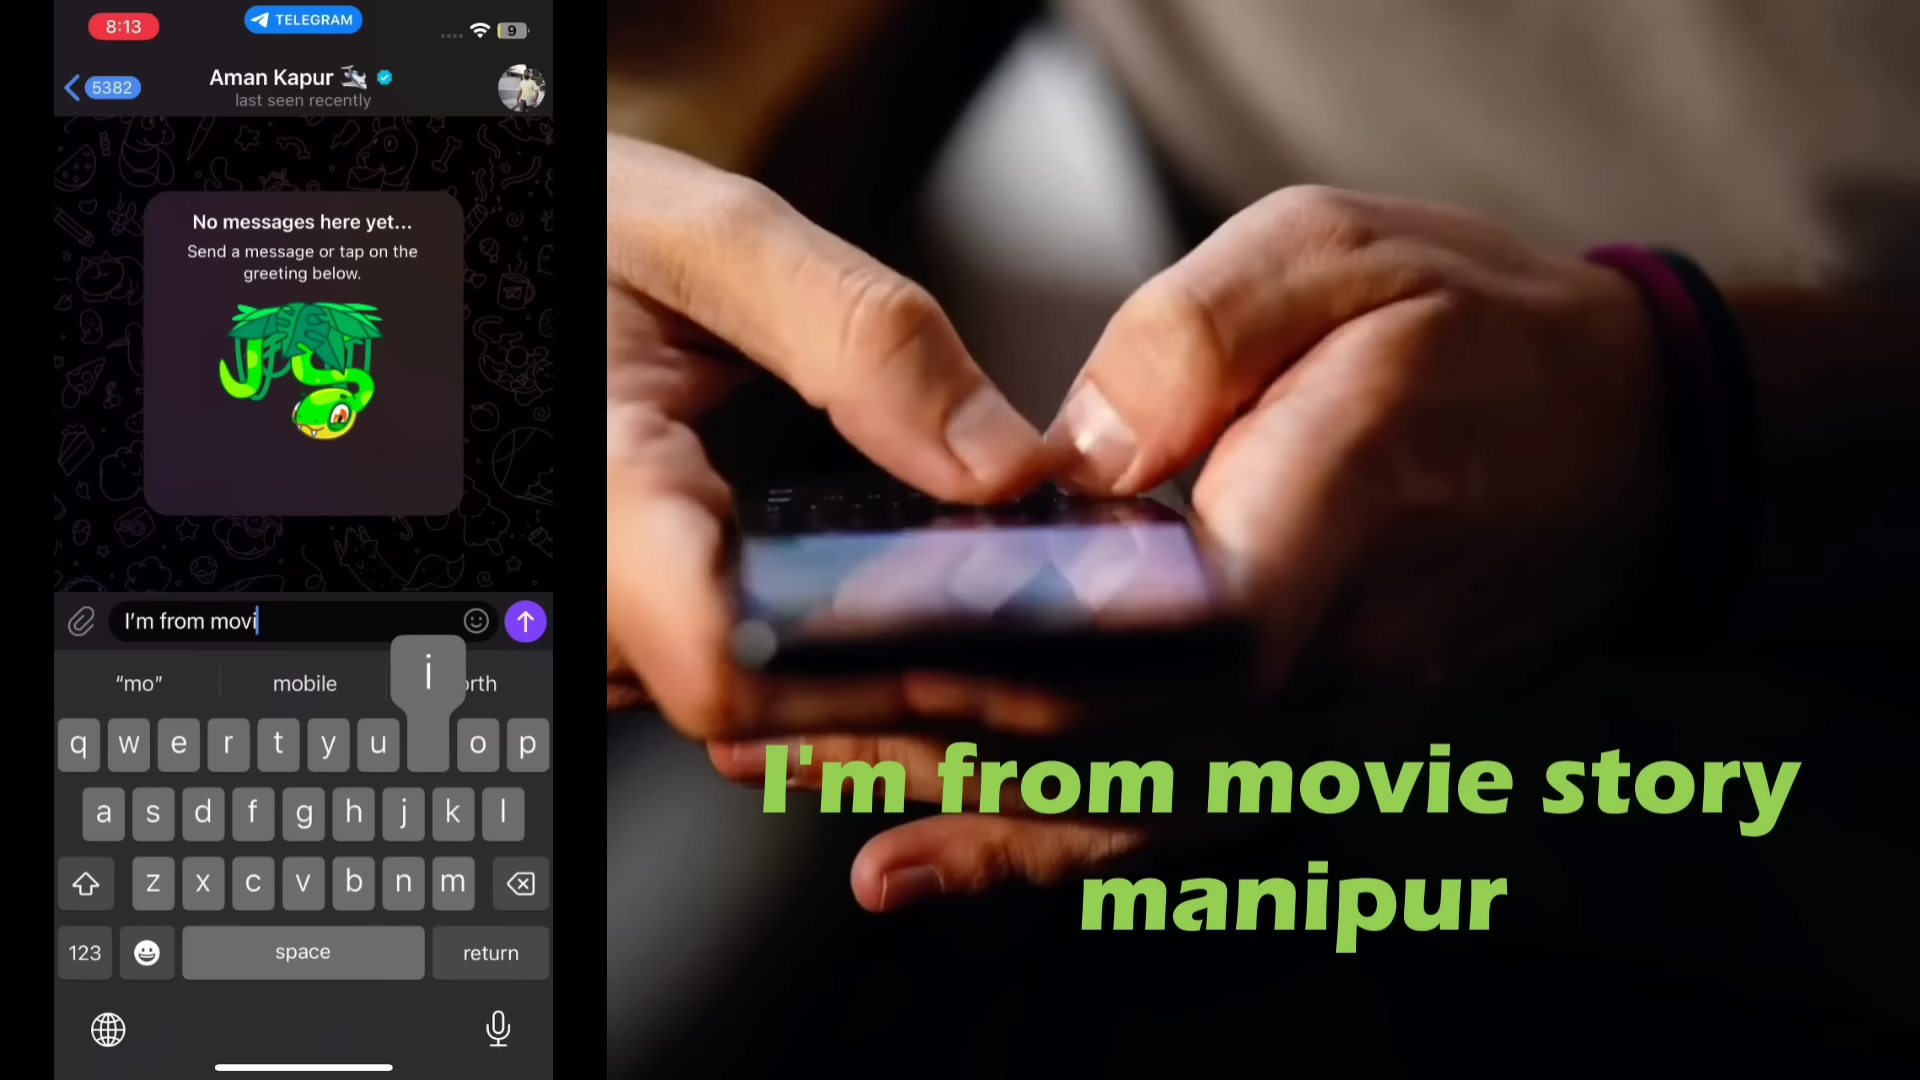 8:13
TELEGRAM
9
5382
Aman Kapur
last seen recently
No messages here yet...
Send a message or tap on the
greeting below.
I'm from movi
i
“mo”
mobile
orth
q w e r t y u o p
a s d f g h j k l
z x c v b n m
123
space
return
I'm from movie story
manipur